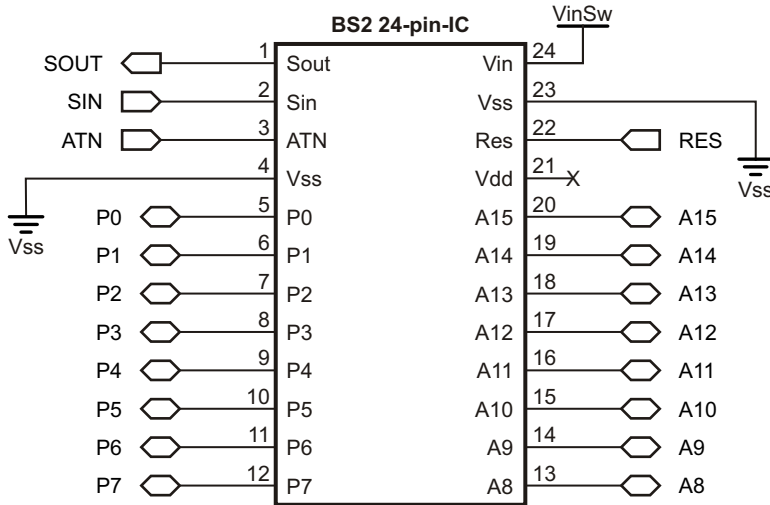 BS2 24-pin-IC
VinSw
SOUT 1 Sout Vin 24
SIN 2 Sin Vss 23
ATN 3 ATN Res 22 RES
4 Vss Vdd 21 X
Vss
Vss
P0 5 P0 A15 20 A15
P1 6 P1 A14 19 A14
P2 7 P2 A13 18 A13
P3 8 P3 A12 17 A12
P4 9 P4 A11 16 A11
P5 10 P5 A10 15 A10
P6 11 P6 A9 14 A9
P7 12 P7 A8 13 A8